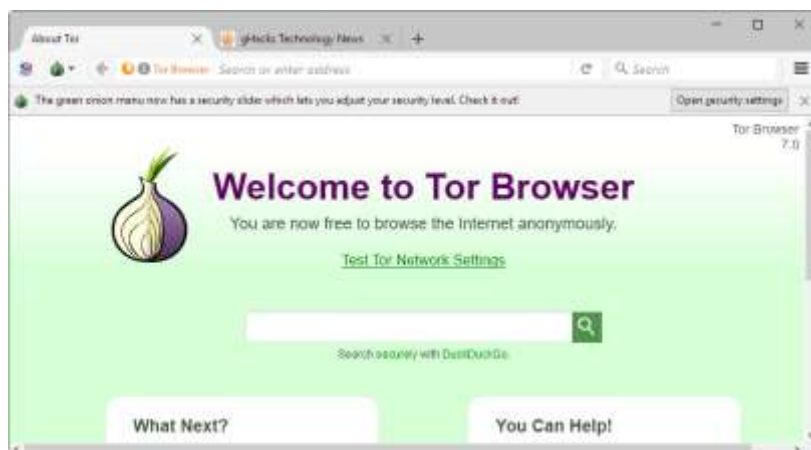 About Tor
gHacks Technology News
Tor Browser
Search or enter address
Search
The green onion menu now has a security slider which lets you adjust your security level. Check it out!
Open security settings
Tor Browser
7.0
Welcome to Tor Browser
You are now free to browse the Internet anonymously.
Test Tor Network Settings
Search securely with DuckDuckGo.
What Next?
You Can Help!